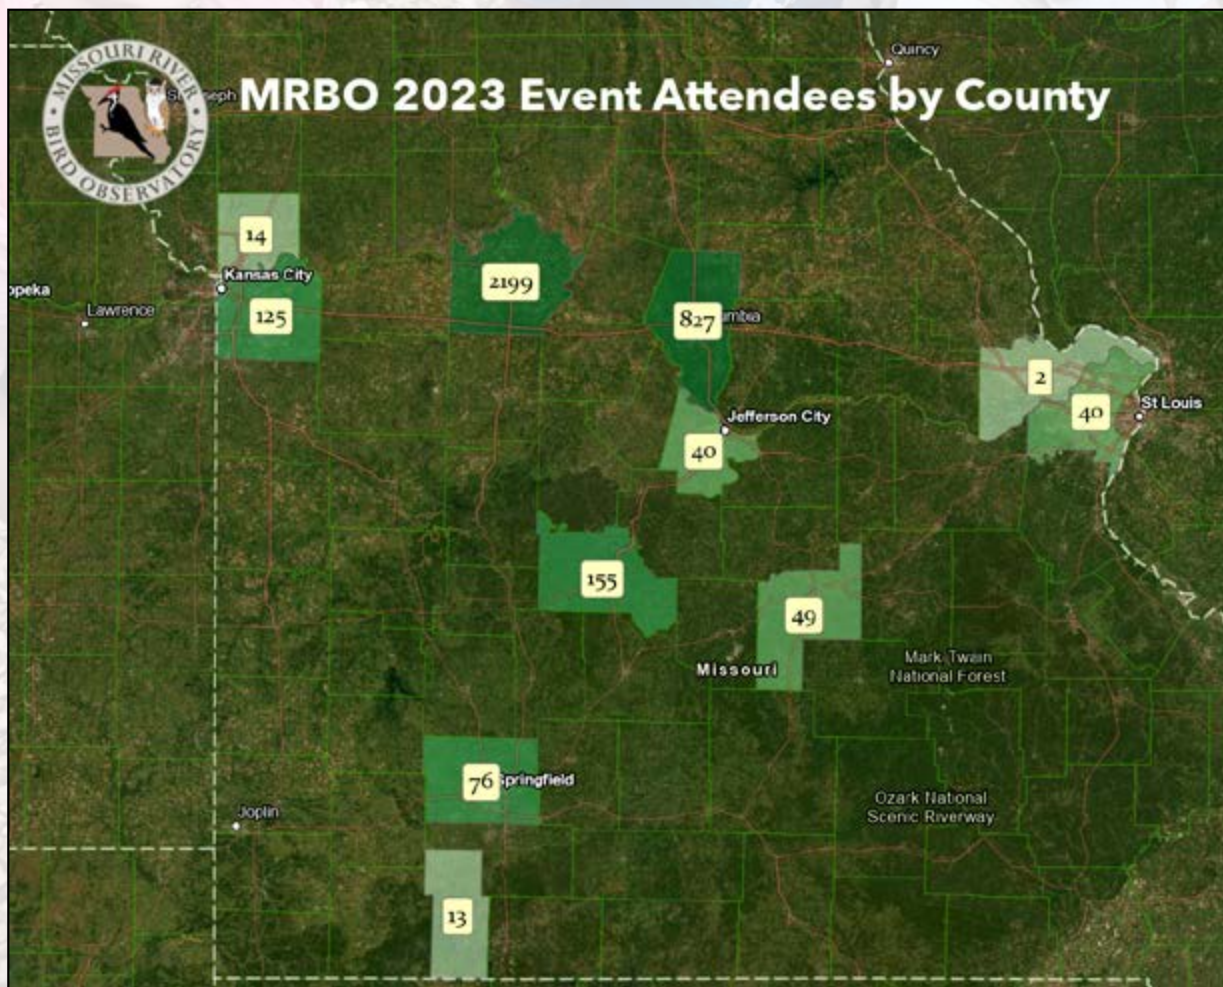 Quincy
MISSOURI RIVER
BIRD OBSERVATORY
MRBO 2023 Event Attendees by County
14
Kansas City
2199
opeka
Lawrence
125
827
umbia
2
40
St Louis
Jefferson City
40
155
49
Missouri
Mark Twain
National Forest
76
Springfield
Joplin
Ozark National
Scenic Riverway
13